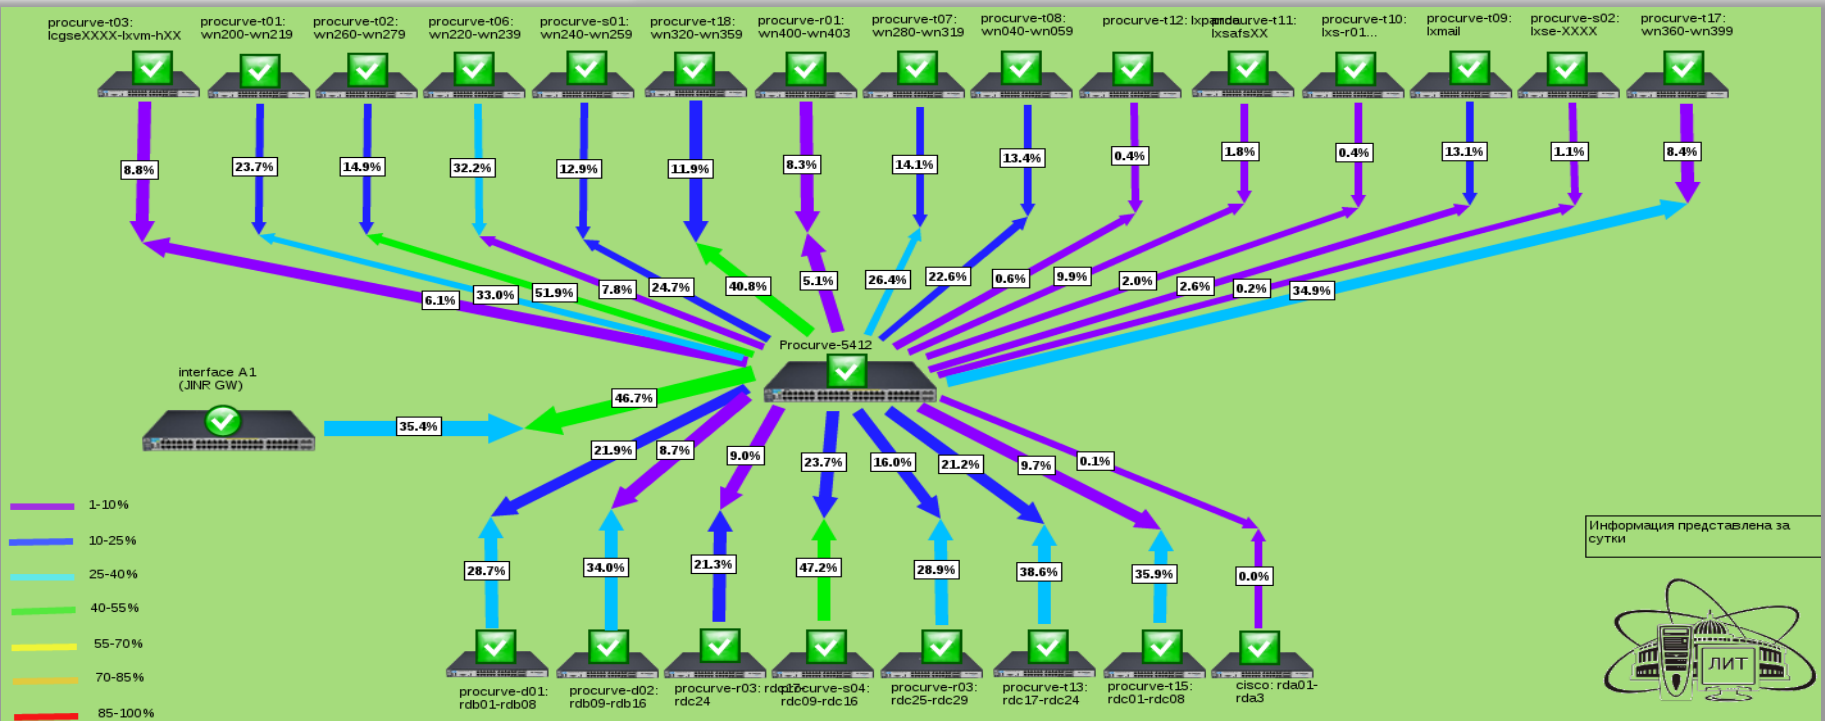 procurve-t03:
lcgseXXXX-lxvm-hXX
procurve-t01:
wn200-wn219
procurve-t02:
wn260-wn279
procurve-t06:
wn220-wn239
procurve-s01:
wn240-wn259
procurve-t18:
wn320-wn359
procurve-r01:
wn400-wn403
procurve-t07:
wn280-wn319
procurve-t08:
wn040-wn059
procurve-t12:
procurve-t11:
lxsafsXX
procurve-t10:
lxs-r01...
procurve-t09:
lxmail
procurve-s02:
lxse-XXXX
procurve-t17:
wn360-wn399
8.8%
23.7%
14.9%
32.2%
12.9%
11.9%
8.3%
14.1%
13.4%
0.4%
1.8%
0.4%
13.1%
1.1%
8.4%
6.1%
33.0%
51.9%
7.8%
24.7%
40.8%
5.1%
26.4%
22.6%
0.6%
9.9%
2.0%
2.6%
0.2%
34.9%
Procurve-5412
interface A1
(JINR GW)
35.4%
46.7%
21.9%
8.7%
9.0%
23.7%
16.0%
21.2%
9.7%
0.1%
28.7%
34.0%
21.3%
47.2%
28.9%
38.6%
35.9%
0.0%
procurve-d01:
rdb01-rdb08
procurve-d02:
rdb09-rdb16
procurve-r03:
rdc24
procurve-s04:
rdc09-rdc16
procurve-r03:
rdc25-rdc29
procurve-t13:
rdc17-rdc24
procurve-t15:
rdc01-rdc08
cisco: rda01-
rda3
1-10%
10-25%
25-40%
40-55%
55-70%
70-85%
85-100%
Информация представлена за
сутки
ЛИТ